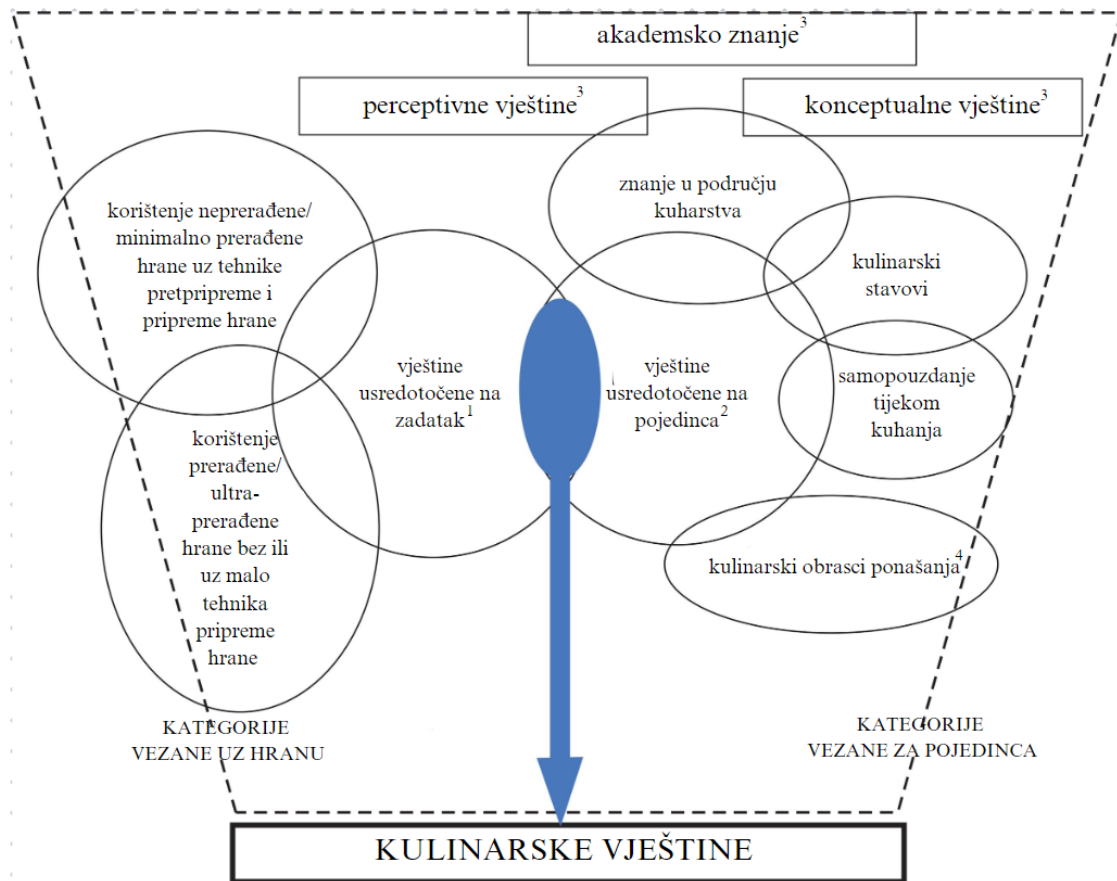 akademsko znanje3
perceptivne vještine3
konceptualne vještine3
korištenje neprerađene/
minimalno prerađene
hrane uz tehnike
pretpripreme i
pripreme hrane
znanje u području
kuharstva
kulinarski
stavovi
vještine
usredotočene na
zadatak1
vještine
usredotočene na
pojedinca2
samopouzdanje
tijekom
kuhanja
korištenje
prerađene/
ultra-
prerađene
hrane bez ili
uz malo
tehnika
pripreme
hrane
kulinarski obrasci ponašanja4
KATEGORIJE
VEZANE UZ HRANU
KATEGORIJE
VEZANE ZA POJEDINCA
KULINARSKE VJEŠTINE